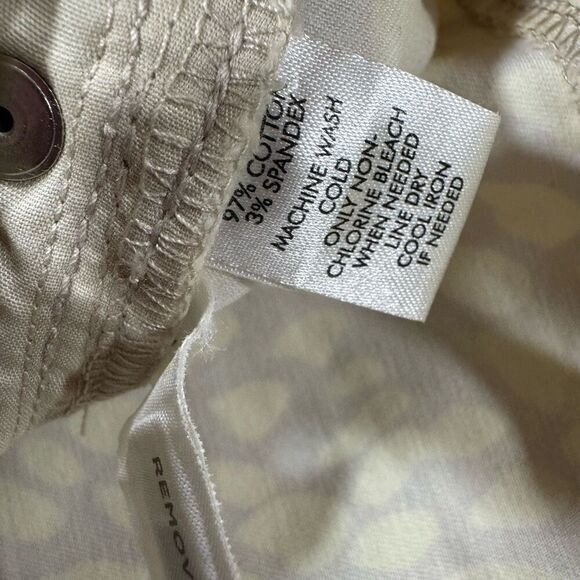 97% COTTON
3% SPANDEX
MACHINE WASH
COLD
ONLY NON-
CHLORINE BLEACH
WHEN NEEDED
LINE DRY
COOL IRON
IF NEEDED
REMOV